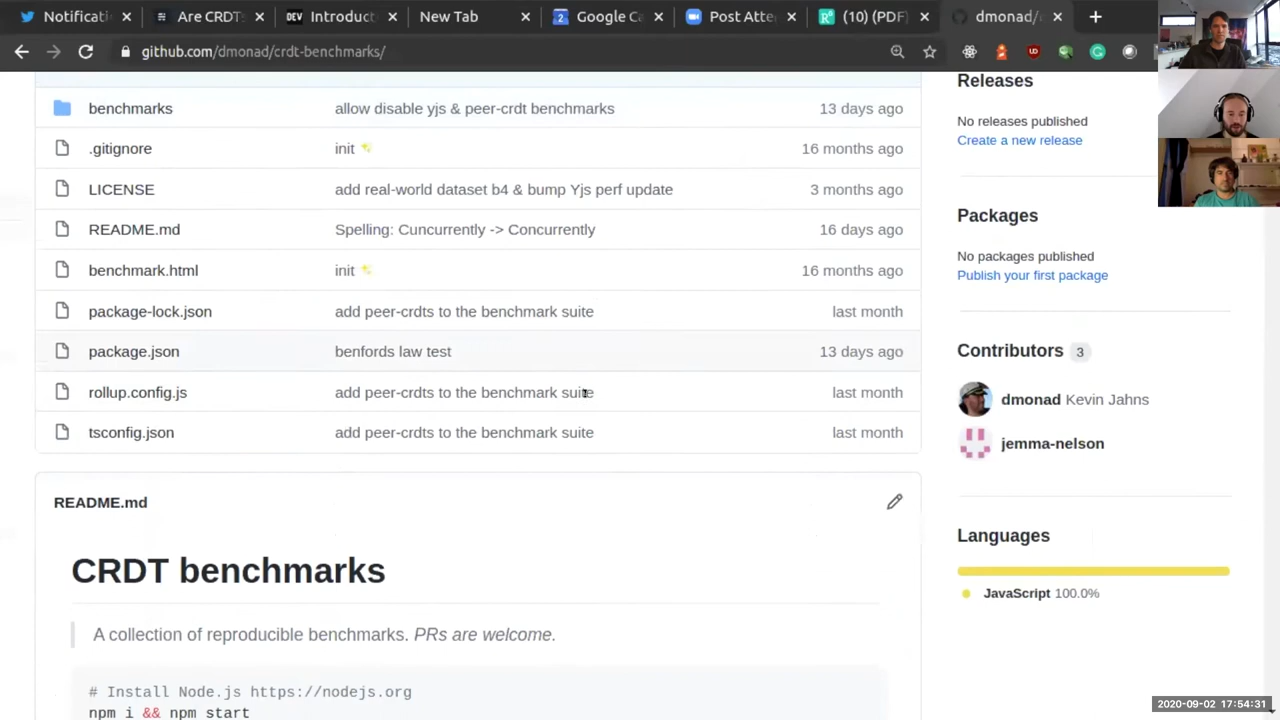 Notificati
Are CRDT
DEV Introduct
New Tab
2 Google Ca
Post Atte
R (10) (PDF
dmonad/
github.com/dmonad/crdt-benchmarks/
benchmarks allow disable yjs & peer-crdt benchmarks 13 days ago
.gitignore init ✨ 16 months ago
LICENSE add real-world dataset b4 & bump Yjs perf update 3 months ago
README.md Spelling: Cuncurrently -> Concurrently 16 days ago
benchmark.html init ✨ 16 months ago
package-lock.json add peer-crdts to the benchmark suite last month
package.json benfords law test 13 days ago
rollup.config.js add peer-crdts to the benchmark suite last month
tsconfig.json add peer-crdts to the benchmark suite last month
README.md
CRDT benchmarks
A collection of reproducible benchmarks. PRs are welcome.
# Install Node.js https://nodejs.org
npm i && npm start
Releases
No releases published
Create a new release
Packages
No packages published
Publish your first package
Contributors 3
dmonad Kevin Jahns
jemma-nelson
Languages
JavaScript 100.0%
2020-09-02 17:54:31